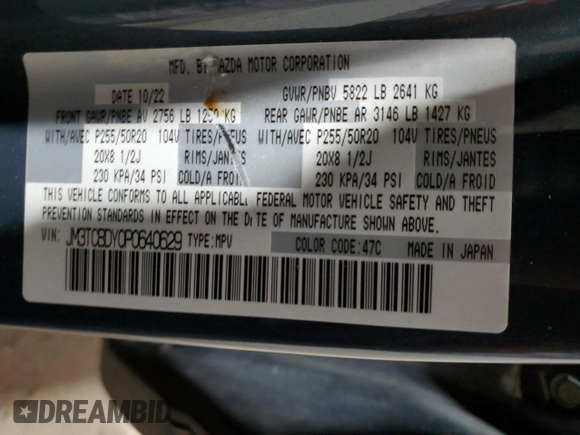 MFD. BY MAZDA MOTOR CORPORATION
DATE 10/22 GVWR/PNBV 5822 LB 2641 KG
FRONT GAWR/PNBE AV 2756 LB KG REAR GAWR/PNBE AR 3146 LB 1427 KG
WITH/AVEC P255/50R20 104V TIRES/PNEUS WITH/AVEC P255/50R20 104V TIRES/PNEUS
20X8 1/2J RIMS/JANTES 20X8 1/2J RIMS/JANTES
230 KPA/34 PSI COLD/A FROID 230 KPA/34 PSI COLD/A FROID
THIS VEHICLE CONFORMS TO ALL APPLICABL. FEDERAL MOTOR VEHICLE SAFETY AND THEFT
PREVENTION STANDARDS IN EFFECT ON THE DATE OF MANUFACTURE SHOWN ABOVE.
VIN: JM3TCBDY0P0640629 TYPE:MPV COLOR CODE:47C MADE IN JAPAN
DREAMBID